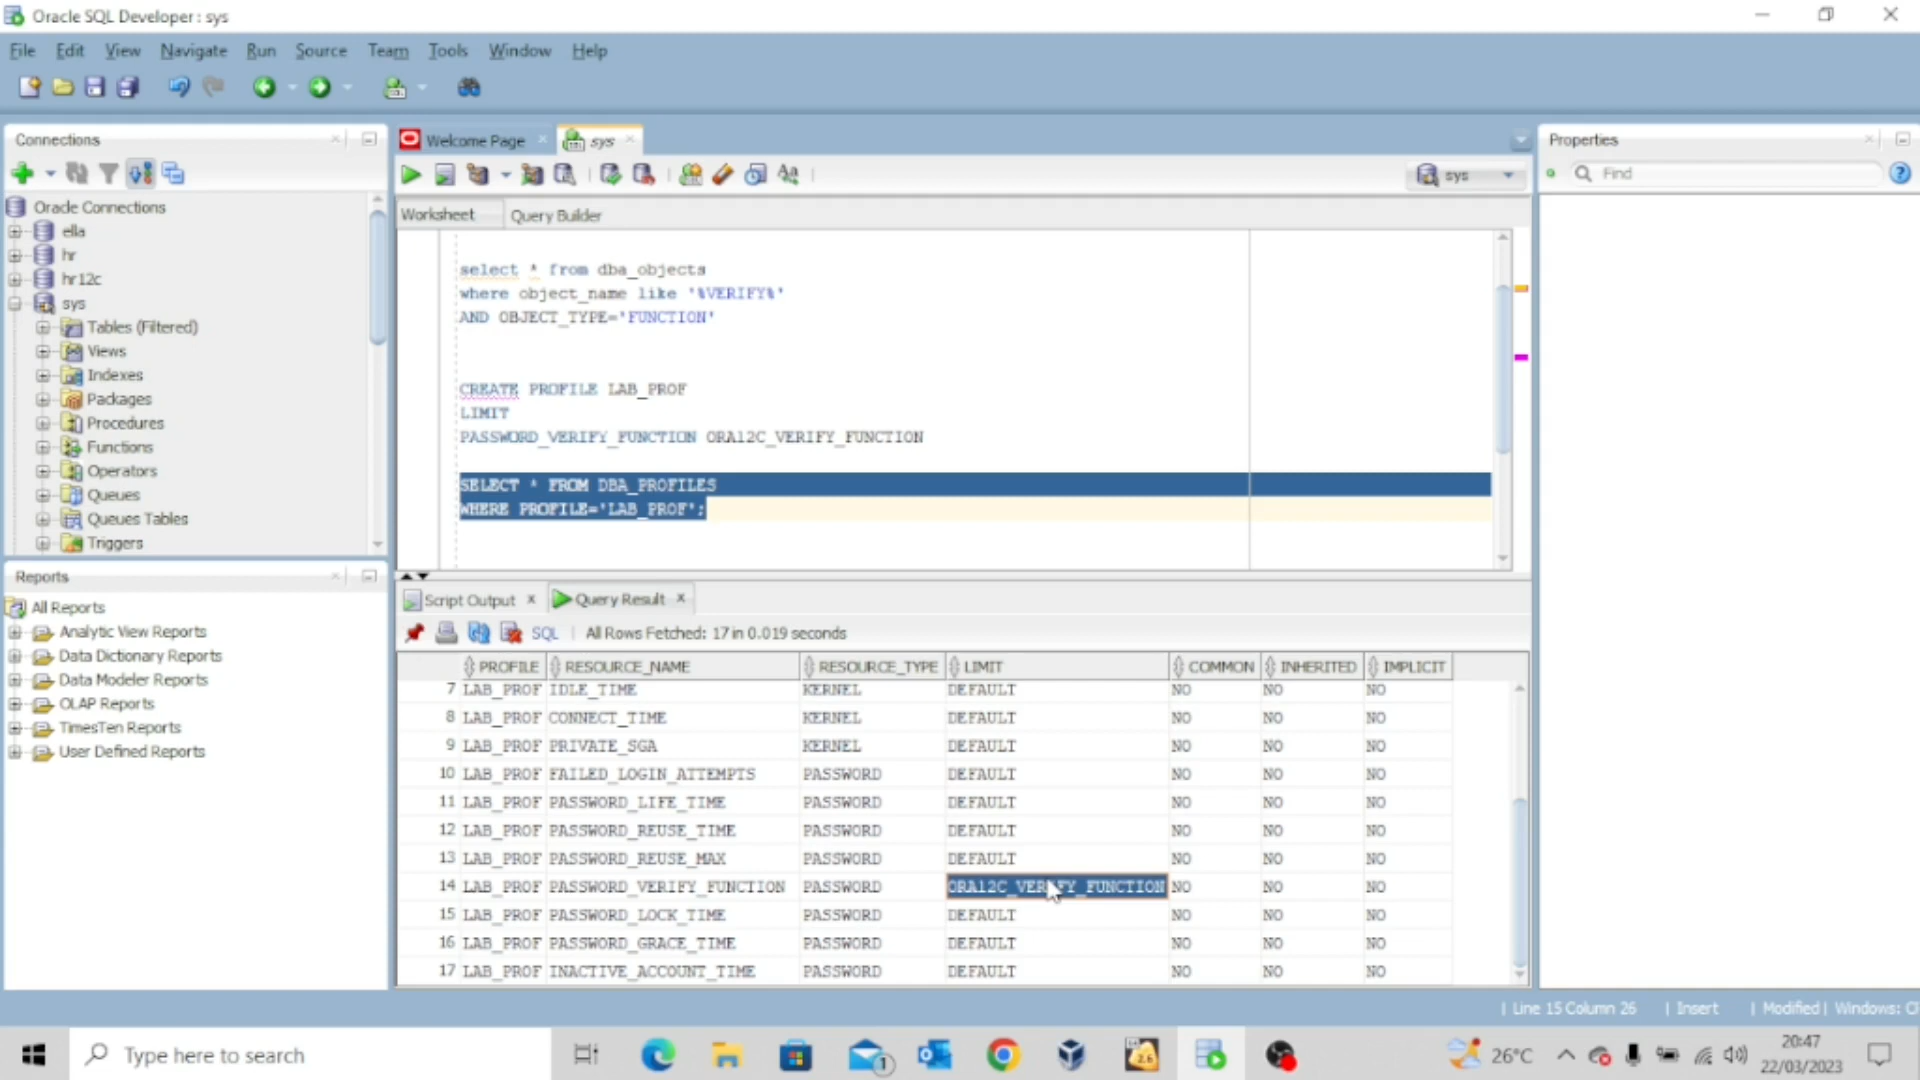 Oracle SQL Developer : sys
File Edit View Navigate Run Source Team Tools Window Help
Connections
Oracle Connections
ella
hr
hr12c
sys
Tables (Filtered)
Views
Indexes
Packages
Procedures
Functions
Operators
Queues
Queues Tables
Triggers
Reports
All Reports
Analytic View Reports
Data Dictionary Reports
Data Modeler Reports
OLAP Reports
TimesTen Reports
User Defined Reports
Welcome Page sys
sys
Worksheet Query Builder
select * from dba_objects
where object_name like '%VERIFY%'
AND OBJECT_TYPE='FUNCTION'
CREATE PROFILE LAB_PROF
LIMIT
PASSWORD_VERIFY_FUNCTION ORA12C_VERIFY_FUNCTION
SELECT * FROM DBA_PROFILES
WHERE PROFILE='LAB_PROF';
Script Output Query Result
SQL All Rows Fetched: 17 in 0.019 seconds
PROFILE RESOURCE_NAME RESOURCE_TYPE LIMIT COMMON INHERITED IMPLICIT
7 LAB_PROF IDLE_TIME KERNEL DEFAULT NO NO NO
8 LAB_PROF CONNECT_TIME KERNEL DEFAULT NO NO NO
9 LAB_PROF PRIVATE_SGA KERNEL DEFAULT NO NO NO
10 LAB_PROF FAILED_LOGIN_ATTEMPTS PASSWORD DEFAULT NO NO NO
11 LAB_PROF PASSWORD_LIFE_TIME PASSWORD DEFAULT NO NO NO
12 LAB_PROF PASSWORD_REUSE_TIME PASSWORD DEFAULT NO NO NO
13 LAB_PROF PASSWORD_REUSE_MAX PASSWORD DEFAULT NO NO NO
14 LAB_PROF PASSWORD_VERIFY_FUNCTION PASSWORD ORA12C_VERIFY_FUNCTION NO NO NO
15 LAB_PROF PASSWORD_LOCK_TIME PASSWORD DEFAULT NO NO NO
16 LAB_PROF PASSWORD_GRACE_TIME PASSWORD DEFAULT NO NO NO
17 LAB_PROF INACTIVE_ACCOUNT_TIME PASSWORD DEFAULT NO NO NO
Properties
Find
Line 15 Column 26 | Insert | Modified | Windows: C
Type here to search
1
2.6
26°C
20:47
22/03/2023